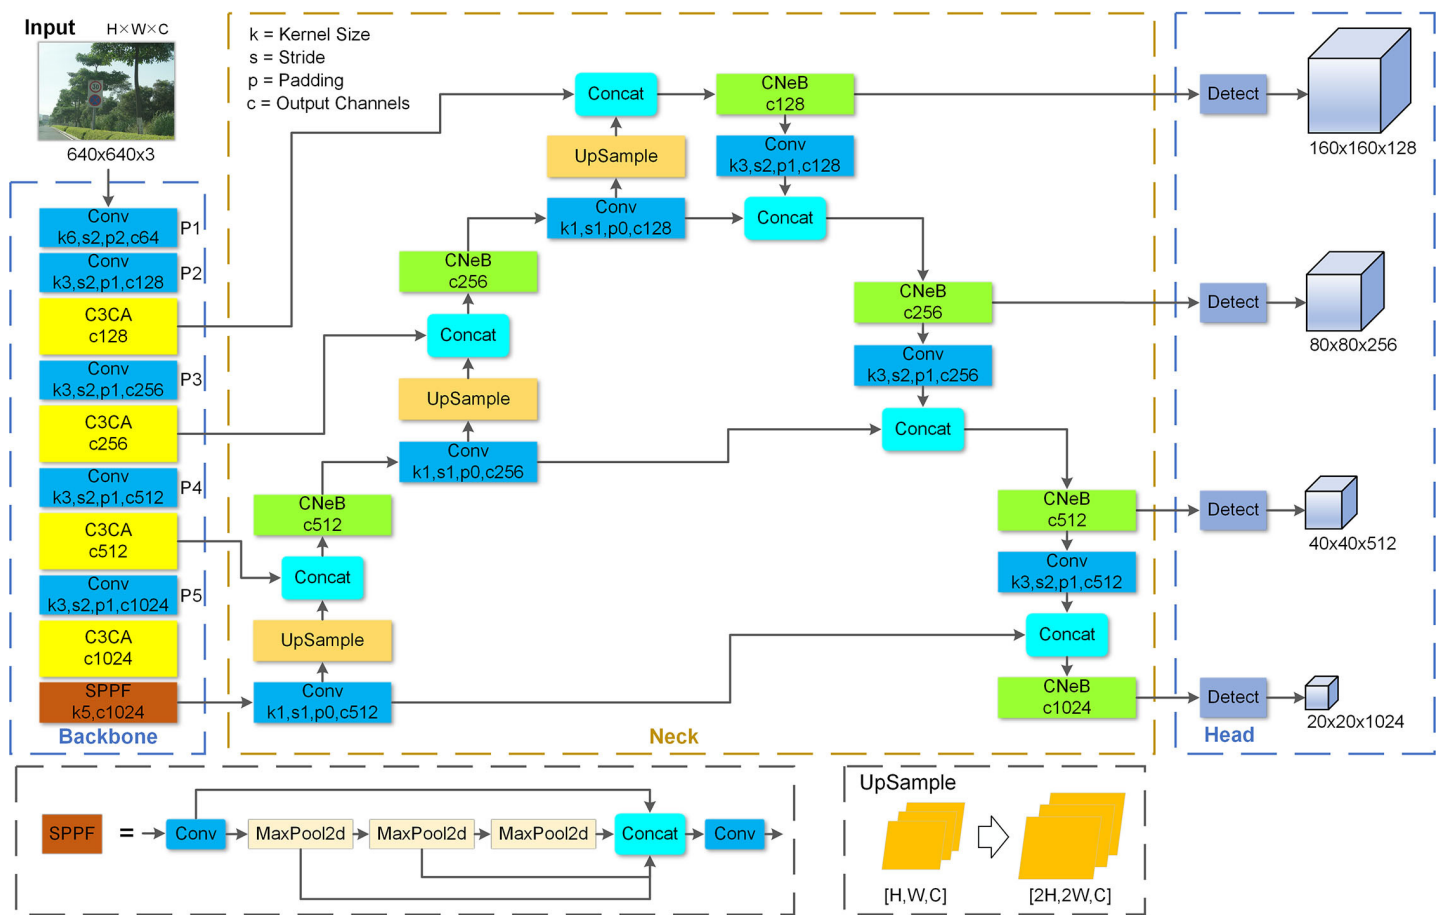 Input H×W×C
640x640x3
k = Kernel Size
s = Stride
p = Padding
c = Output Channels
Conv
k6,s2,p2,c64
P1
Conv
k3,s2,p1,c128
P2
C3CA
c128
Conv
k3,s2,p1,c256
P3
C3CA
c256
Conv
k3,s2,p1,c512
P4
C3CA
c512
Conv
k3,s2,p1,c1024
P5
C3CA
c1024
SPPF
k5,c1024
Backbone
Concat
CNeB
c128
UpSample
Conv
k3,s2,p1,c128
Conv
k1,s1,p0,c128
Concat
CNeB
c256
CNeB
c256
Concat
Conv
k3,s2,p1,c256
UpSample
Concat
Conv
k1,s1,p0,c256
CNeB
c512
CNeB
c512
Concat
Conv
k3,s2,p1,c512
UpSample
Concat
Conv
k1,s1,p0,c512
CNeB
c1024
Neck
Detect
160x160x128
Detect
80x80x256
Detect
40x40x512
Detect
20x20x1024
Head
SPPF
=
Conv
MaxPool2d
MaxPool2d
MaxPool2d
Concat
Conv
UpSample
[H,W,C]
[2H,2W,C]